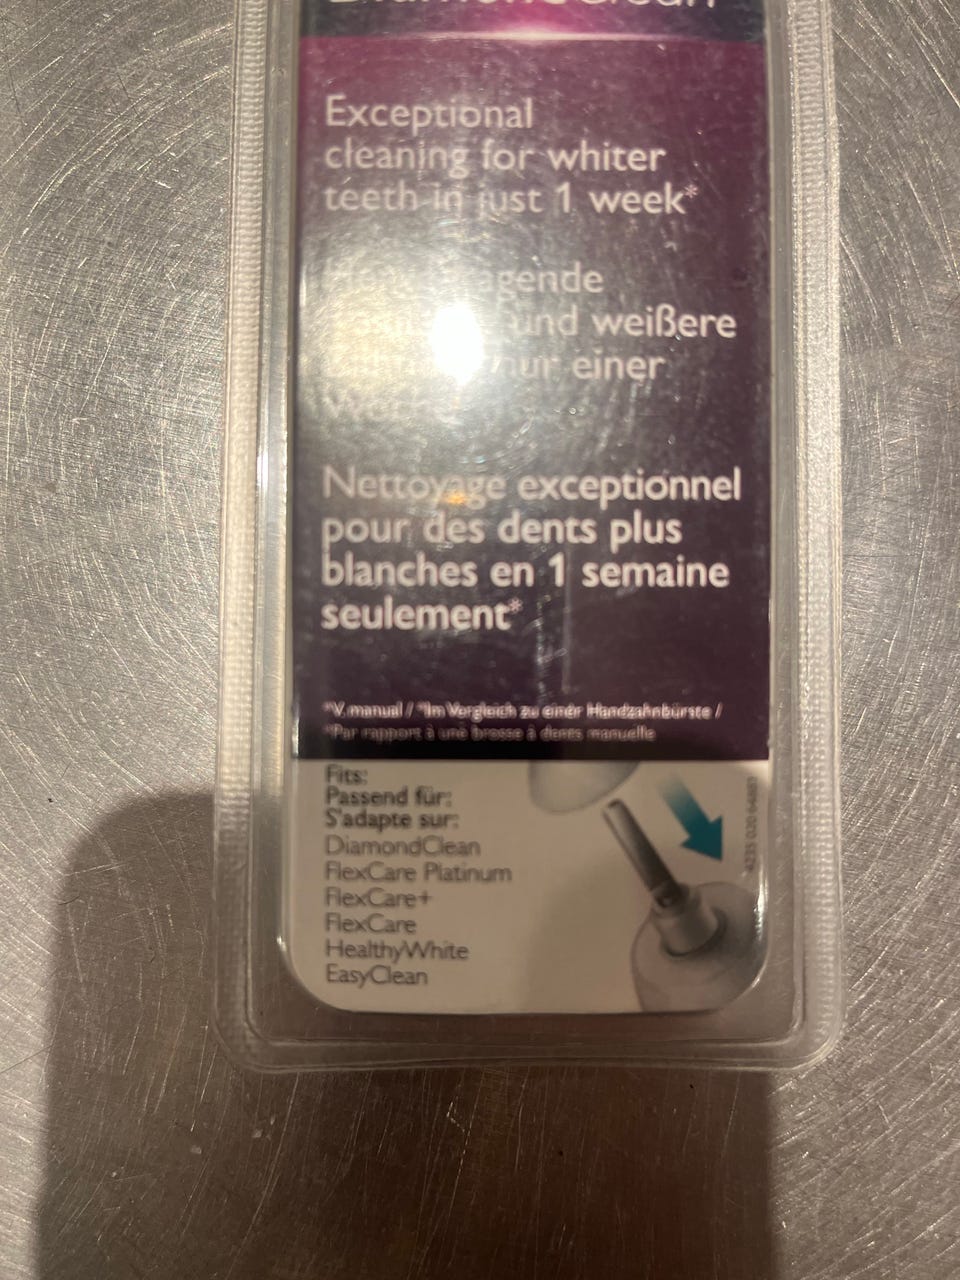 DiamondClean
Exceptional
cleaning for whiter
teeth in just 1 week*
und weißere
nur einer
Nettoyage exceptionnel
pour des dents plus
blanches en 1 semaine
seulement*
*V. manual / *Im Vergleich zu einer Handzahnbürste /
*Par rapport à une brosse à dents manuelle
Fits:
Passend für:
S'adapte sur:
DiamondClean
FlexCare Platinum
FlexCare+
FlexCare
HealthyWhite
EasyClean